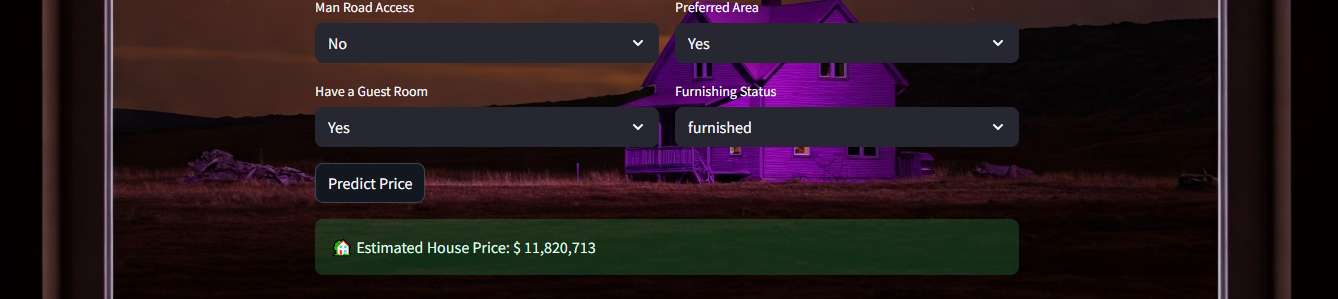 Man Road Access
Preferred Area
No
Yes
Have a Guest Room
Furnishing Status
Yes
furnished
Predict Price
Estimated House Price: $ 11,820,713